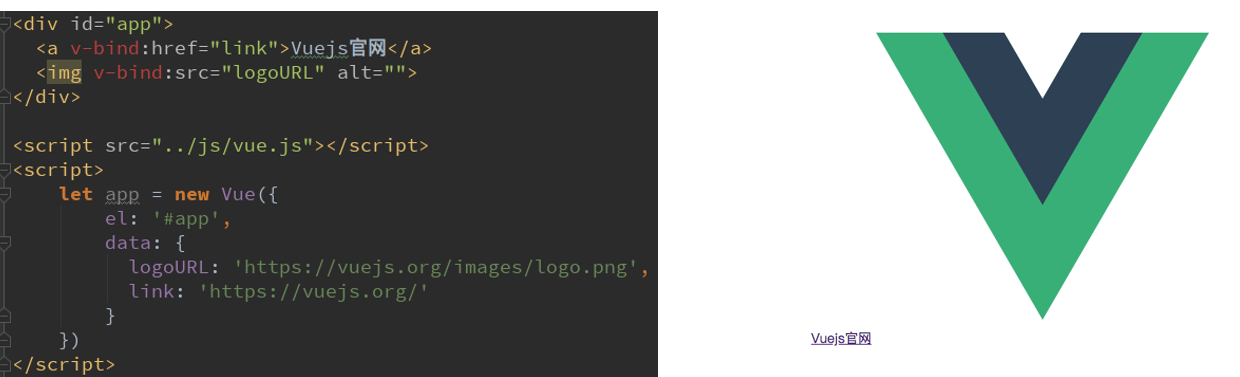 <div id="app">
  <a v-bind:href="link">Vuejs官网</a>
  <img v-bind:src="logoURL" alt="">
</div>

<script src="../js/vue.js"></script>
<script>
    let app = new Vue({
        el: '#app',
        data: {
          logoURL: 'https://vuejs.org/images/logo.png',
          link: 'https://vuejs.org/'
        }
    })
</script>
Vuejs官网